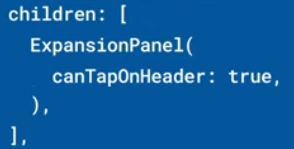 children: [
  ExpansionPanel(
    canTapOnHeader: true,
  ),
],